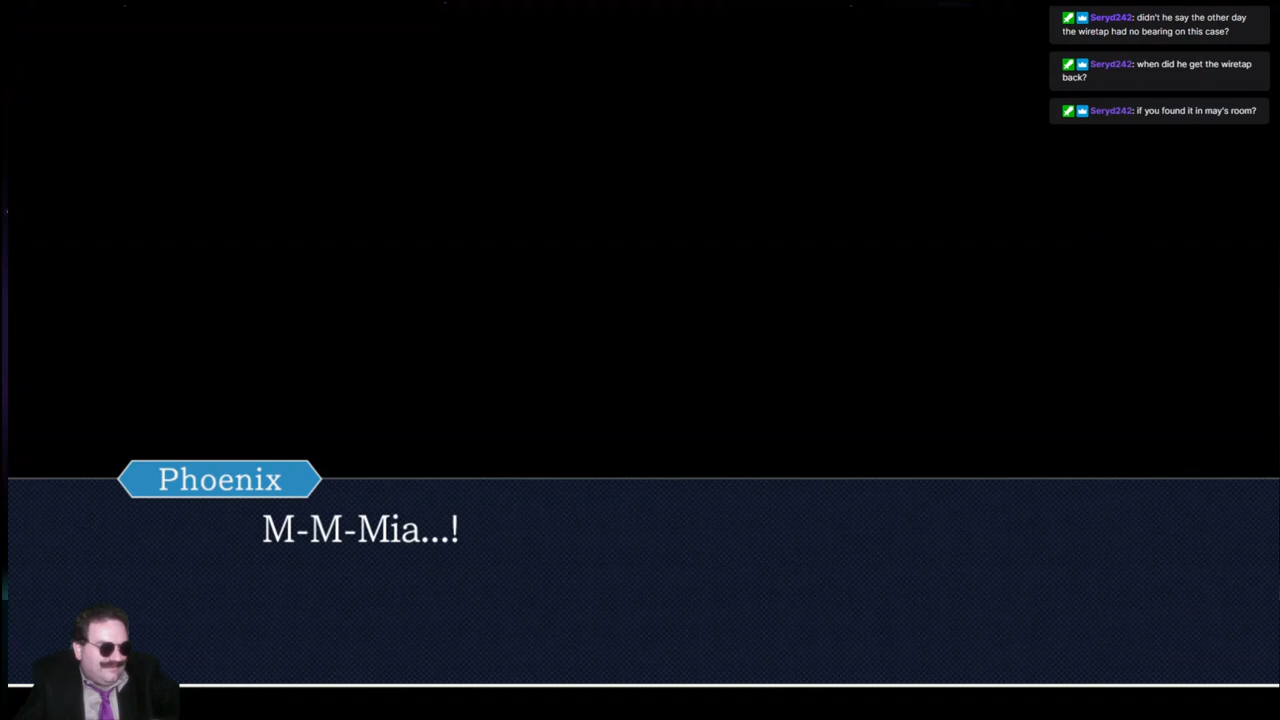 Seryd242: didn't he say the other day
the wiretap had no bearing on this case?
Seryd242: when did he get the wiretap
back?
Seryd242: if you found it in may's room?
Phoenix
M-M-Mia...!